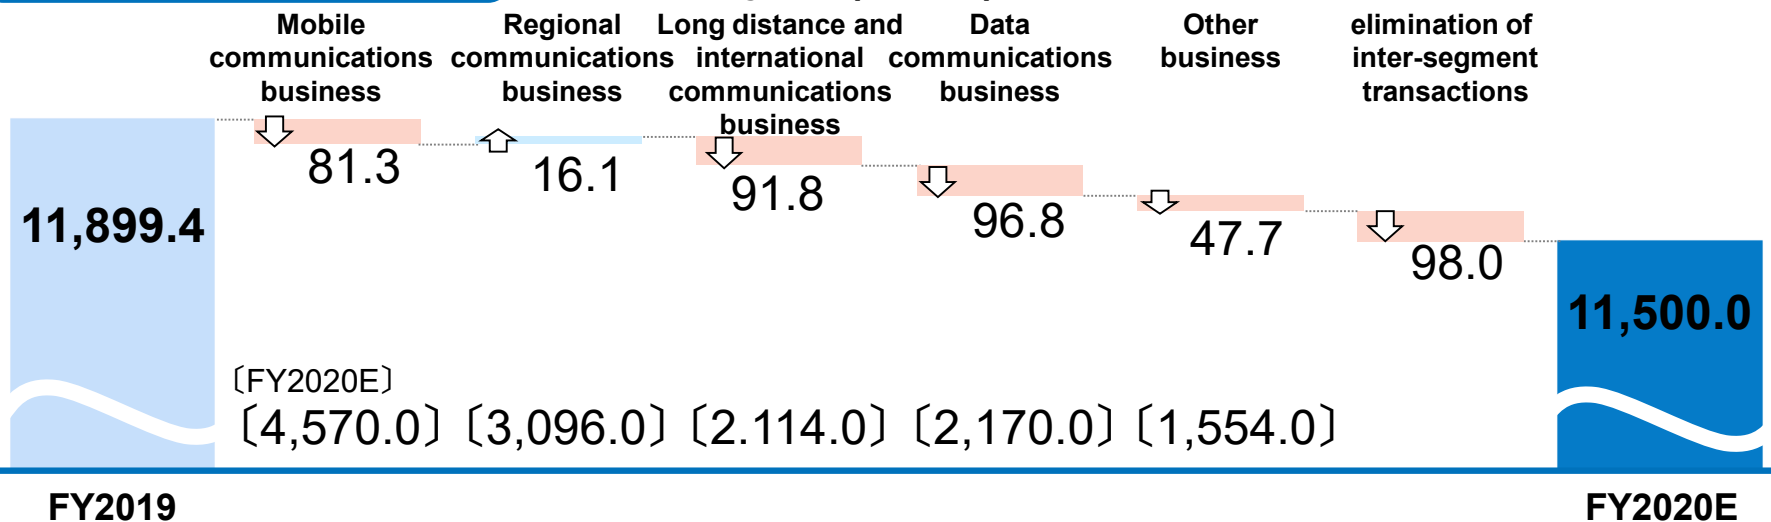 Mobile
communications
business
Regional
communications
business
Long distance and
international
communications
business
Data
communications
business
Other
business
elimination of
inter-segment
transactions
11,899.4
81.3
16.1
91.8
96.8
47.7
98.0
11,500.0
〔FY2020E〕
〔4,570.0〕
〔3,096.0〕
〔2.114.0〕
〔2,170.0〕
〔1,554.0〕
FY2019
FY2020E